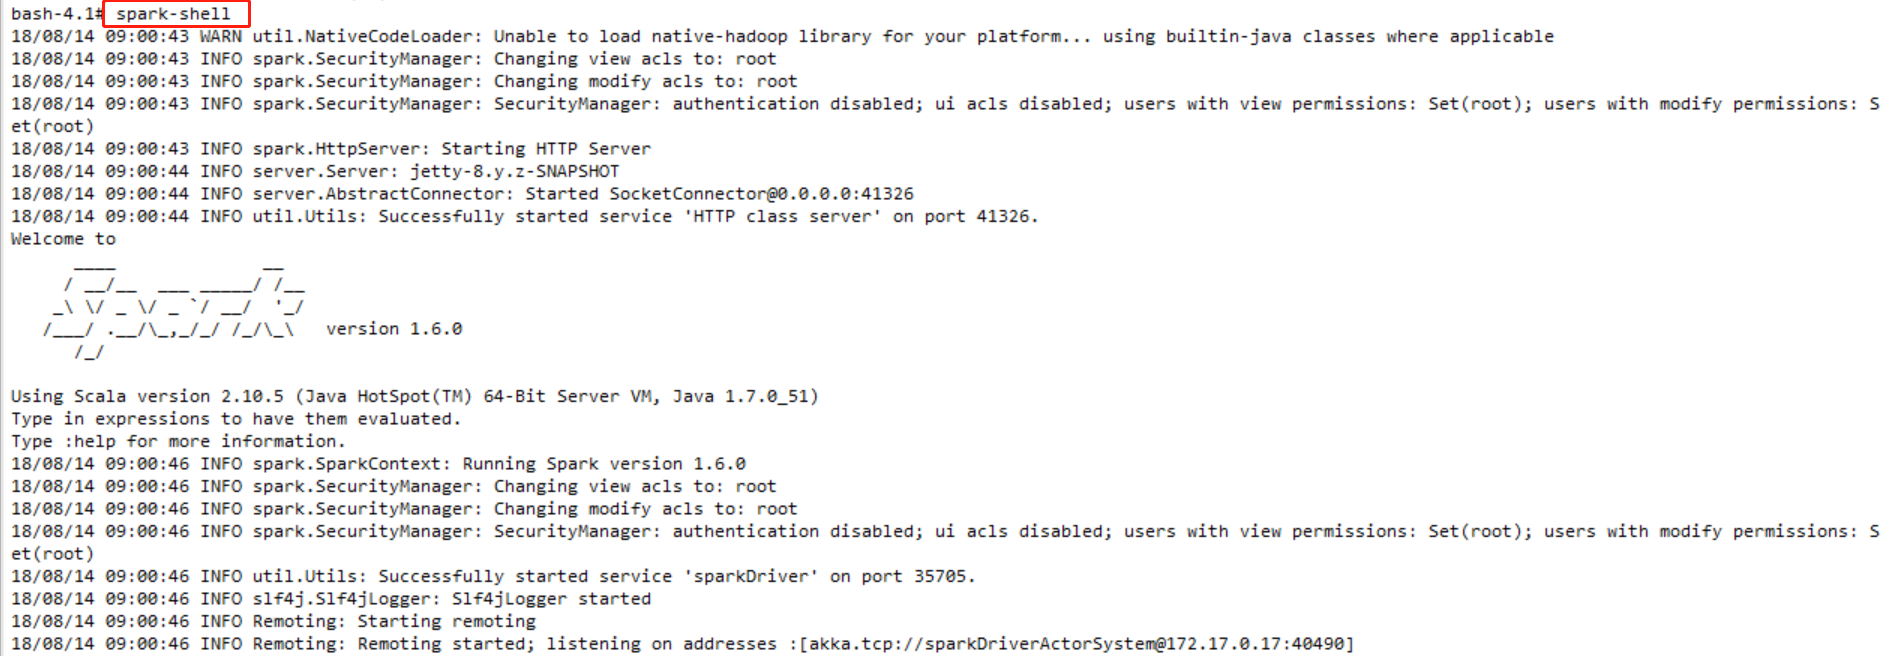 bash-4.1# spark-shell
18/08/14 09:00:43 WARN util.NativeCodeLoader: Unable to load native-hadoop library for your platform... using builtin-java classes where applicable
18/08/14 09:00:43 INFO spark.SecurityManager: Changing view acls to: root
18/08/14 09:00:43 INFO spark.SecurityManager: Changing modify acls to: root
18/08/14 09:00:43 INFO spark.SecurityManager: SecurityManager: authentication disabled; ui acls disabled; users with view permissions: Set(root); users with modify permissions: S
et(root)
18/08/14 09:00:43 INFO spark.HttpServer: Starting HTTP Server
18/08/14 09:00:44 INFO server.Server: jetty-8.y.z-SNAPSHOT
18/08/14 09:00:44 INFO server.AbstractConnector: Started SocketConnector@0.0.0.0:41326
18/08/14 09:00:44 INFO util.Utils: Successfully started service 'HTTP class server' on port 41326.
Welcome to
      ____              __
     / __/__  ___ _____/ /__
    _\ \/ _ \/ _ `/ __/  '_/
   /___/ .__/\_,_/_/ /_/\_\   version 1.6.0
      /_/
Using Scala version 2.10.5 (Java HotSpot(TM) 64-Bit Server VM, Java 1.7.0_51)
Type in expressions to have them evaluated.
Type :help for more information.
18/08/14 09:00:46 INFO spark.SparkContext: Running Spark version 1.6.0
18/08/14 09:00:46 INFO spark.SecurityManager: Changing view acls to: root
18/08/14 09:00:46 INFO spark.SecurityManager: Changing modify acls to: root
18/08/14 09:00:46 INFO spark.SecurityManager: SecurityManager: authentication disabled; ui acls disabled; users with view permissions: Set(root); users with modify permissions: S
et(root)
18/08/14 09:00:46 INFO util.Utils: Successfully started service 'sparkDriver' on port 35705.
18/08/14 09:00:46 INFO slf4j.Slf4jLogger: Slf4jLogger started
18/08/14 09:00:46 INFO Remoting: Starting remoting
18/08/14 09:00:46 INFO Remoting: Remoting started; listening on addresses :[akka.tcp://sparkDriverActorSystem@172.17.0.17:40490]